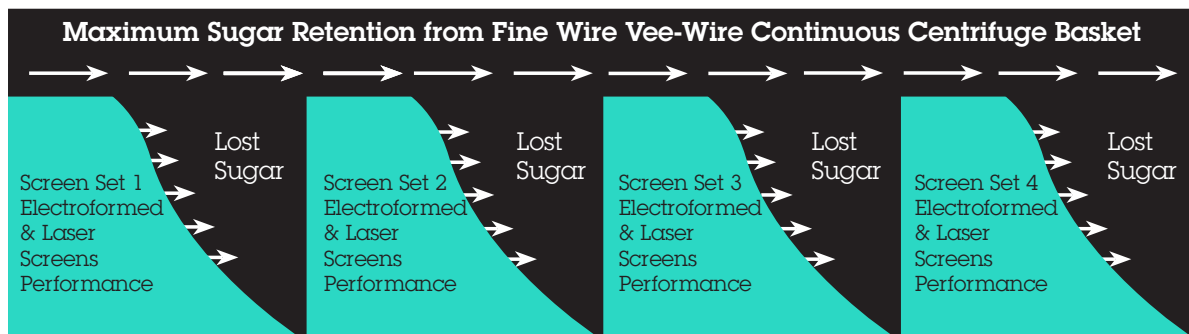 Maximum Sugar Retention from Fine Wire Vee-Wire Continuous Centrifuge Basket
Lost
Sugar
Screen Set 1
Electroformed
& Laser
Screens
Performance
Lost
Sugar
Screen Set 2
Electroformed
& Laser
Screens
Performance
Lost
Sugar
Screen Set 3
Electroformed
& Laser
Screens
Performance
Lost
Sugar
Screen Set 4
Electroformed
& Laser
Screens
Performance